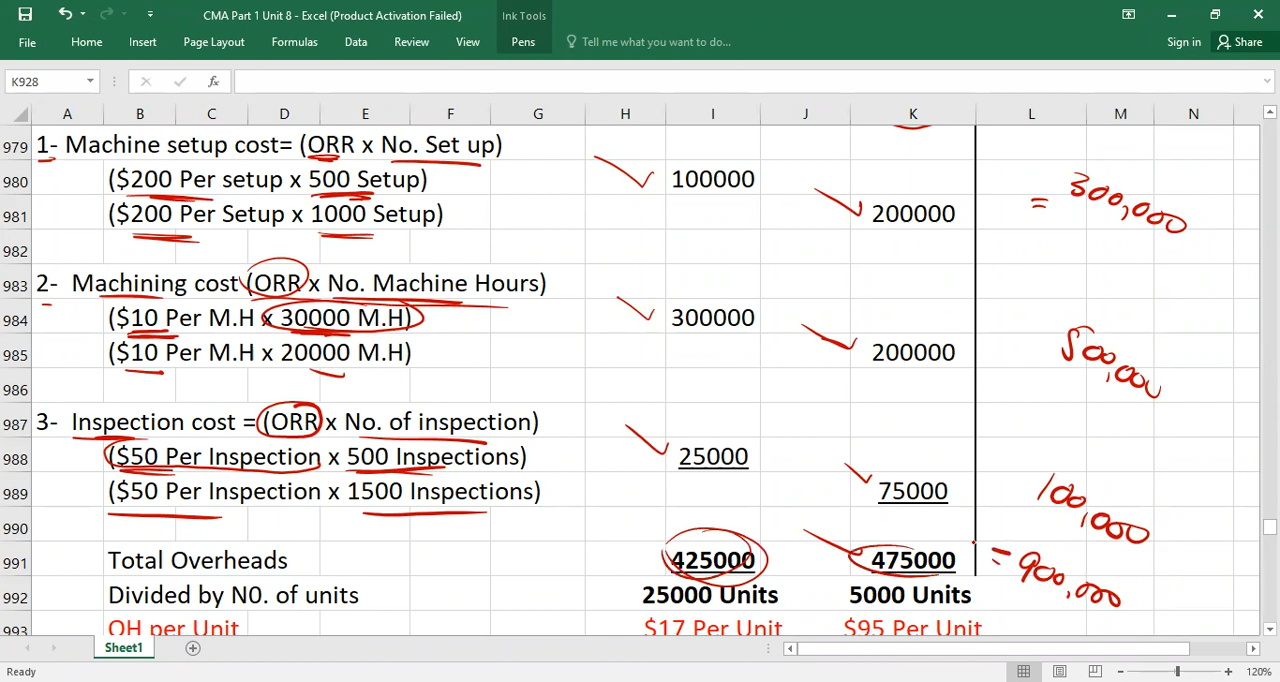 CMA Part 1 Unit 8 - Excel (Product Activation Failed)
Ink Tools
File Home Insert Page Layout Formulas Data Review View Pens Tell me what you want to do... Sign in Share
K928 fx
A B C D E F G H I J K L M N
979 1- Machine setup cost= (ORR x No. Set up)
980 ($200 Per setup x 500 Setup) 100000 = 300,000
981 ($200 Per Setup x 1000 Setup) 200000
982
983 2- Machining cost (ORR x No. Machine Hours)
984 ($10 Per M.H x 30000 M.H) 300000
985 ($10 Per M.H x 20000 M.H) 200000 500,000
986
987 3- Inspection cost = (ORR x No. of inspection)
988 ($50 Per Inspection x 500 Inspections) 25000
989 ($50 Per Inspection x 1500 Inspections) 75000 100,000
990
991 Total Overheads 425000 475000 = 900,000
992 Divided by N0. of units 25000 Units 5000 Units
993 OH per Unit $17 Per Unit $95 Per Unit
Sheet1
Ready 120%